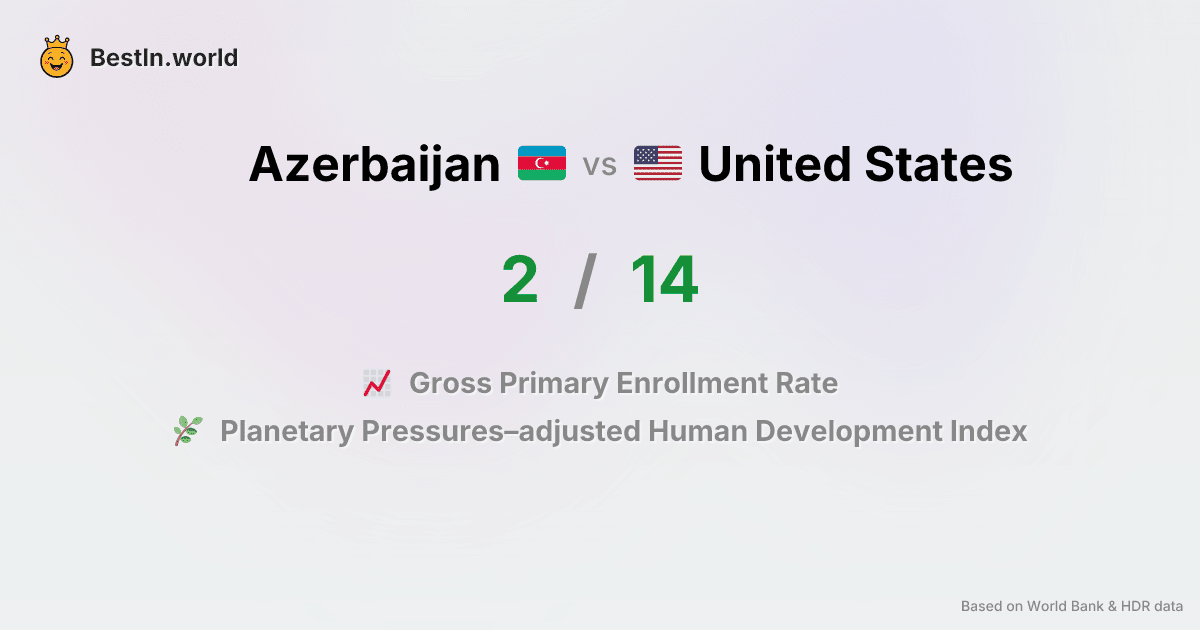 BestIn.world
Azerbaijan vs United States
2 / 14
Gross Primary Enrollment Rate
Planetary Pressures–adjusted Human Development Index
Based on World Bank & HDR data